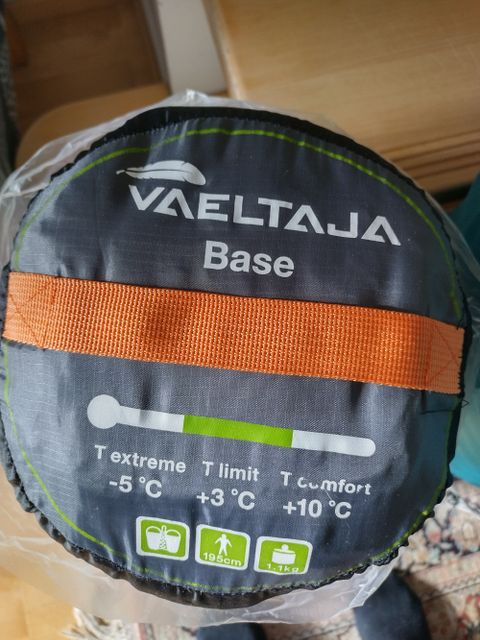 VAELTAJA
Base
T extreme T limit T comfort
-5 °C +3 °C +10 °C
195cm 1.1kg